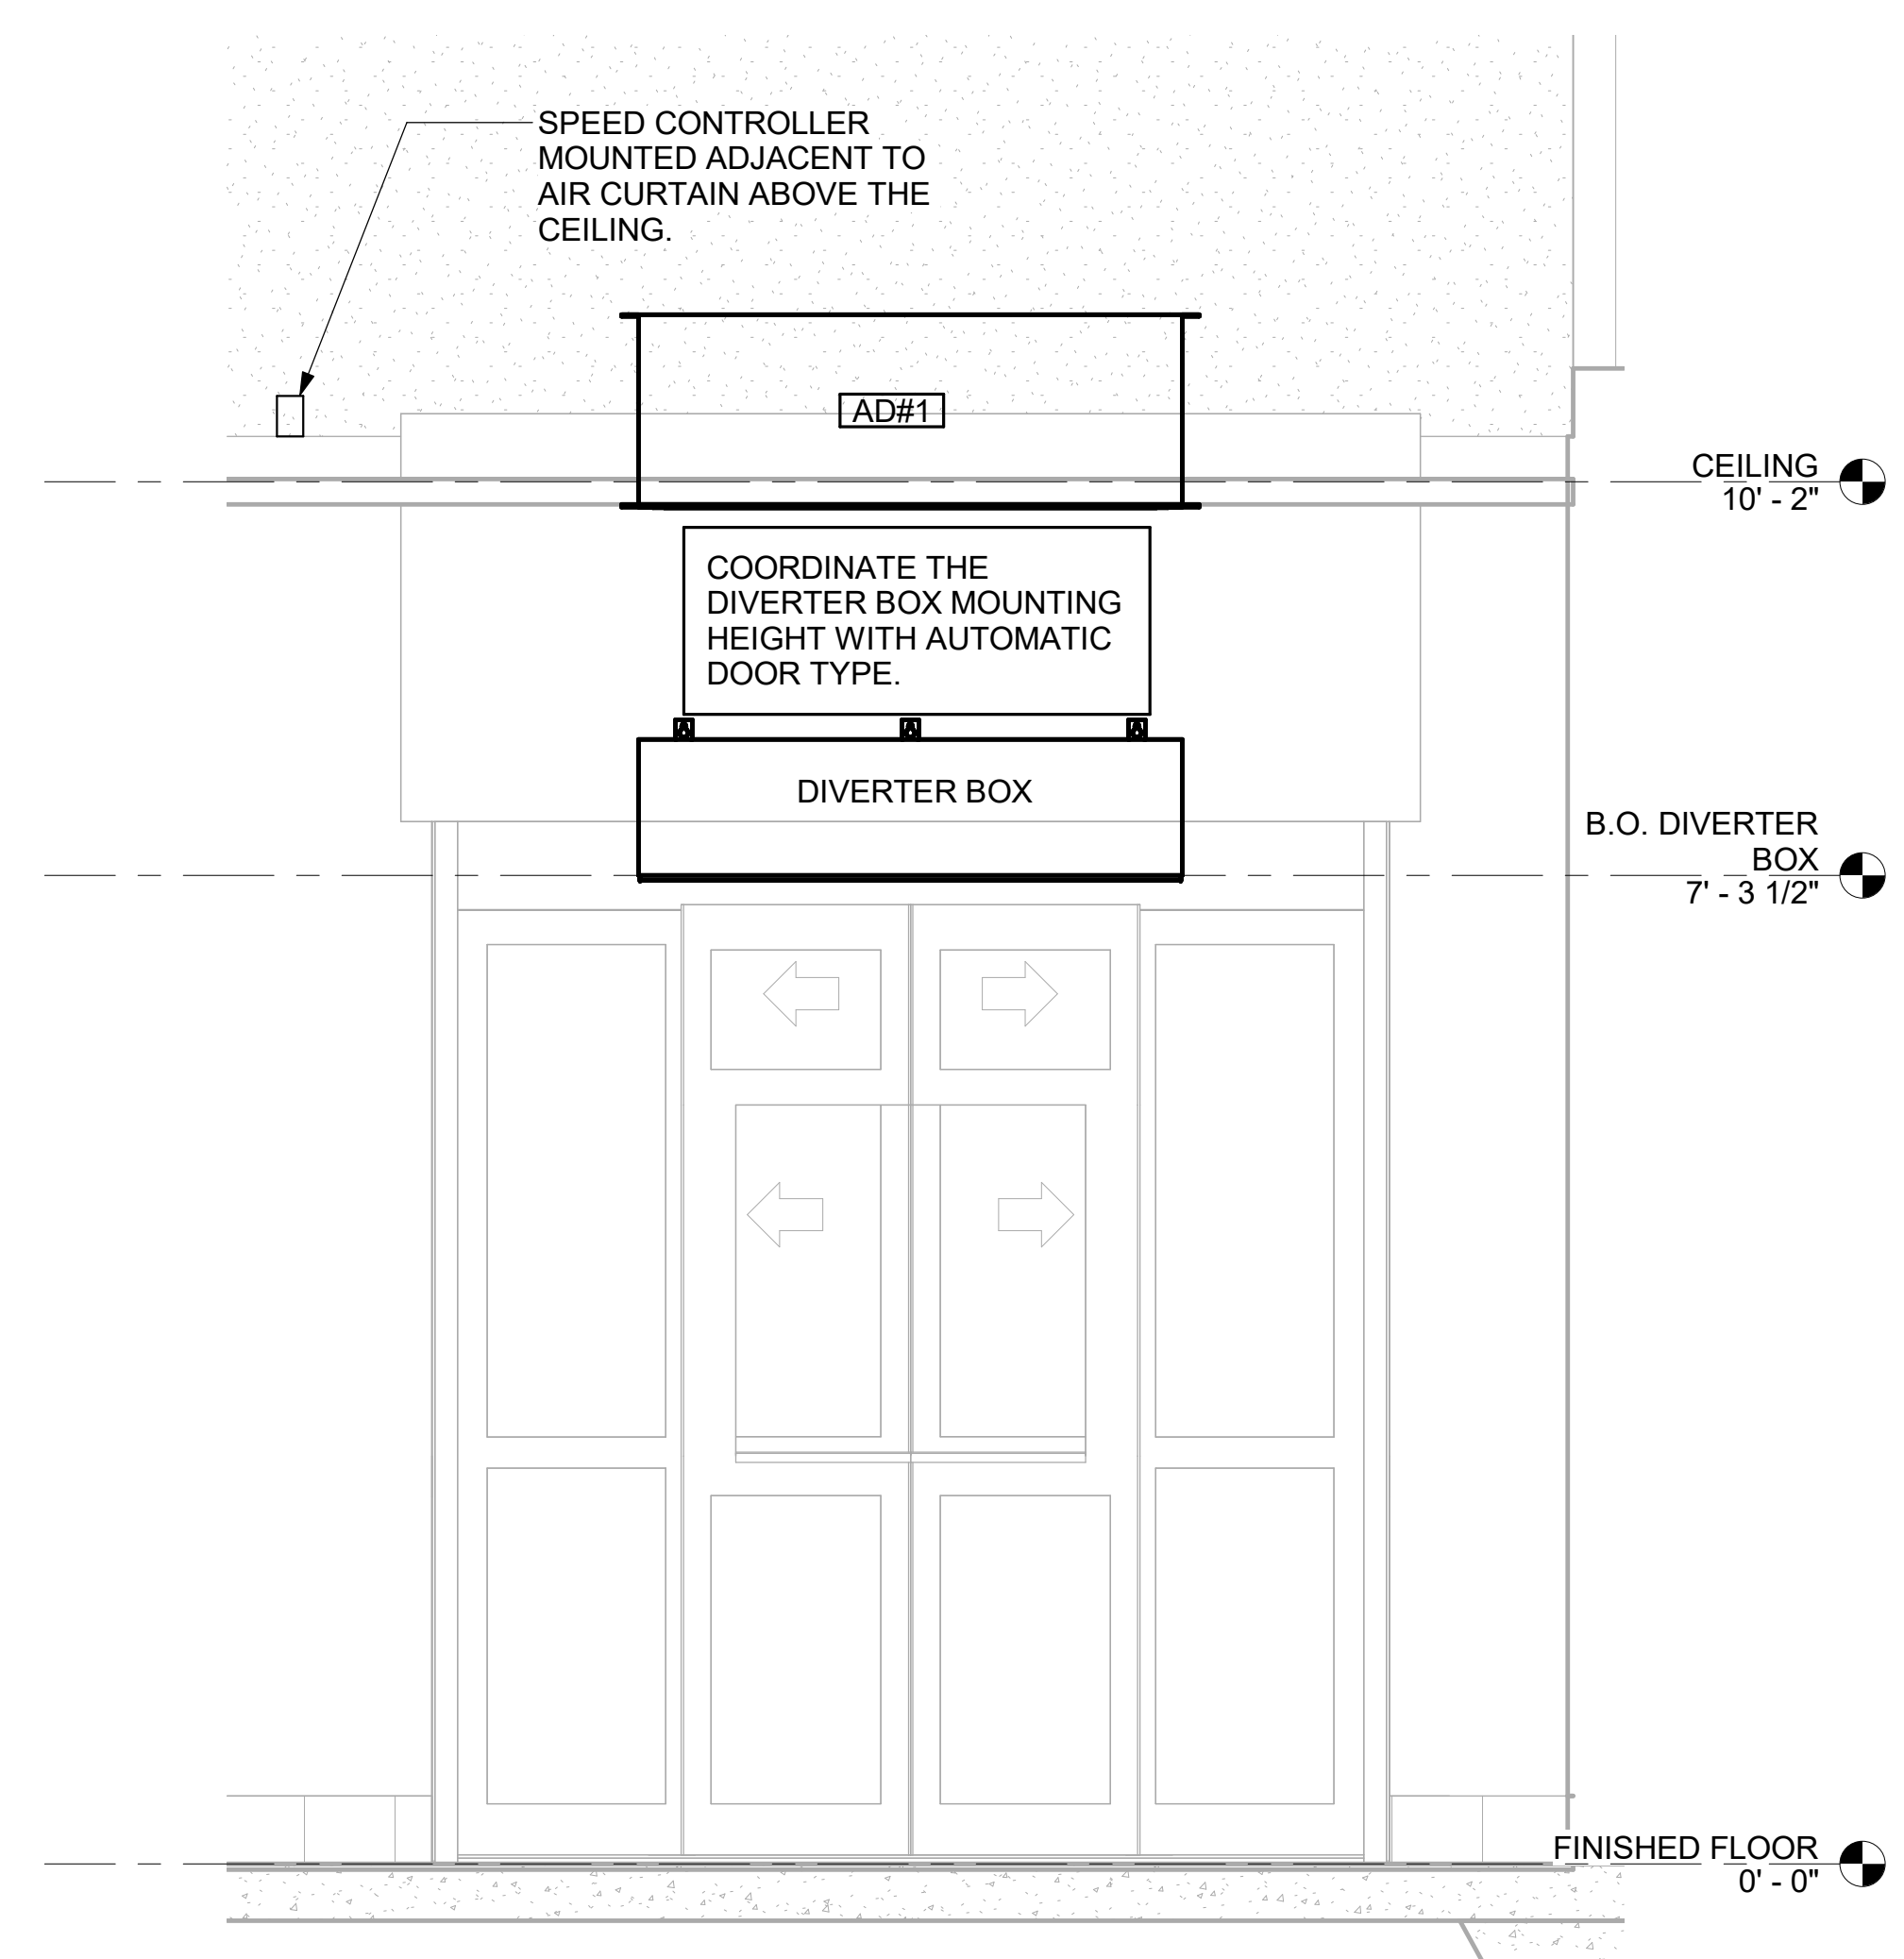 SPEED CONTROLLER
MOUNTED ADJACENT TO
AIR CURTAIN ABOVE THE
CEILING.
AD#1
CEILING
10' - 2"
COORDINATE THE
DIVERTER BOX MOUNTING
HEIGHT WITH AUTOMATIC
DOOR TYPE.
DIVERTER BOX
B.O. DIVERTER
BOX
7' - 3 1/2"
FINISHED FLOOR
0' - 0"